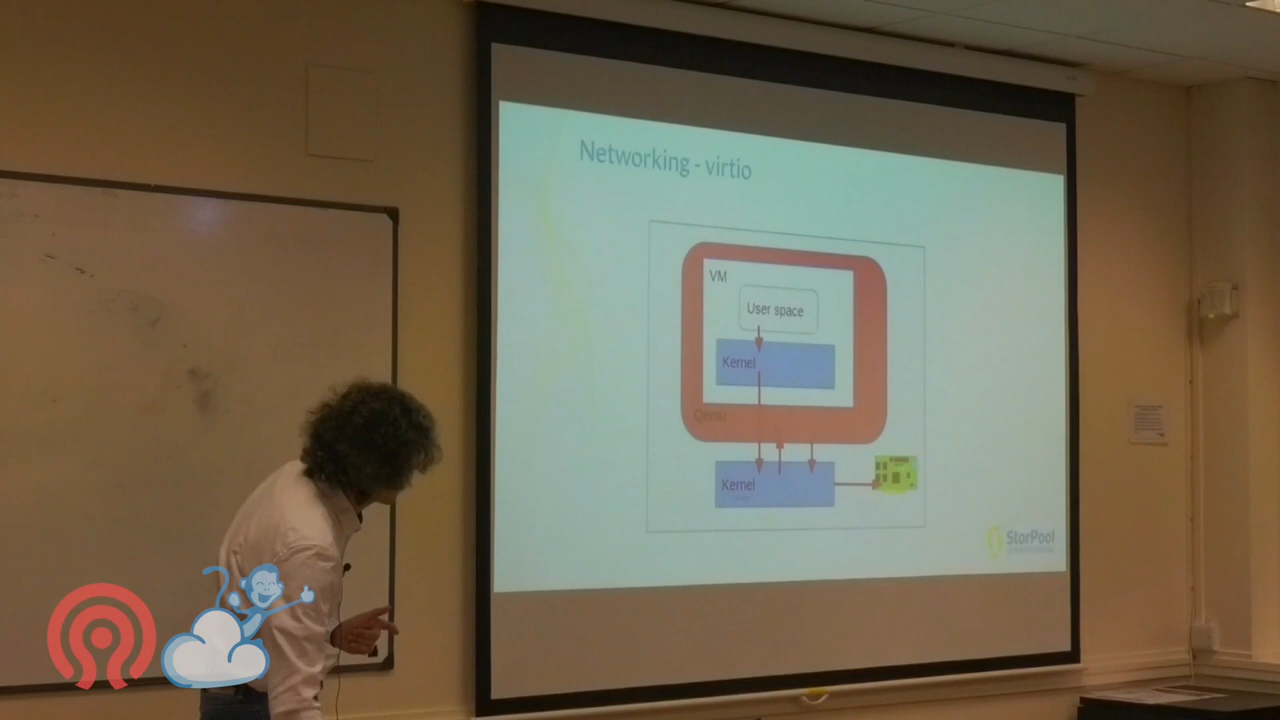 Networking - virtio
VM
User space
Kernel
Qemu
Kernel
StorPool